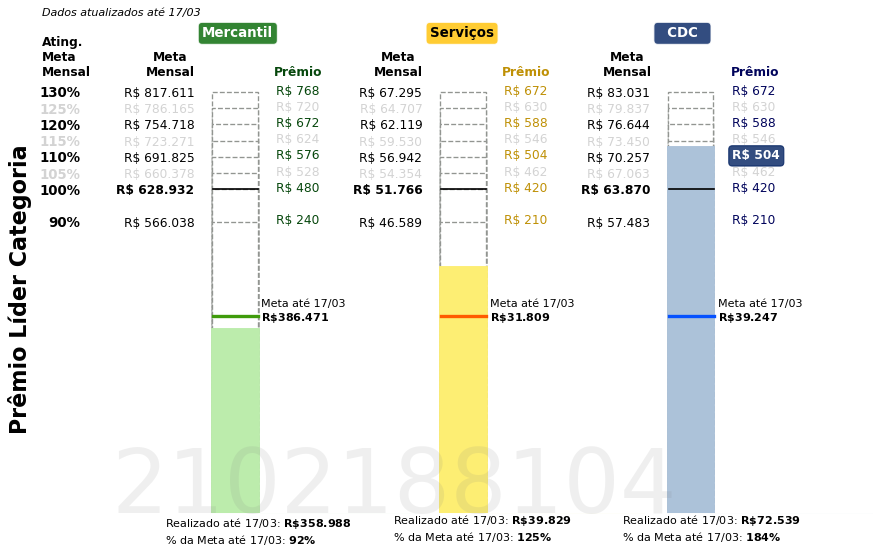 Dados atualizados até 17/03
Mercantil Serviços CDC
Ating. Meta Mensal Meta Mensal Prêmio Meta Mensal Prêmio Meta Mensal Prêmio
130% R$ 817.611 R$ 768 R$ 67.295 R$ 672 R$ 83.031 R$ 672
125% R$ 786.165 R$ 720 R$ 64.707 R$ 630 R$ 79.837 R$ 630
120% R$ 754.718 R$ 672 R$ 62.119 R$ 588 R$ 76.644 R$ 588
115% R$ 723.271 R$ 624 R$ 59.530 R$ 546 R$ 73.450 R$ 546
110% R$ 691.825 R$ 576 R$ 56.942 R$ 504 R$ 70.257 R$ 504
105% R$ 660.378 R$ 528 R$ 54.354 R$ 462 R$ 67.063 R$ 462
100% R$ 628.932 R$ 480 R$ 51.766 R$ 420 R$ 63.870 R$ 420
90% R$ 566.038 R$ 240 R$ 46.589 R$ 210 R$ 57.483 R$ 210
Prêmio Líder Categoria
Meta até 17/03 Meta até 17/03 Meta até 17/03
R$386.471 R$31.809 R$39.247
2102188104
Realizado até 17/03: R$358.988 Realizado até 17/03: R$39.829 Realizado até 17/03: R$72.539
% da Meta até 17/03: 92% % da Meta até 17/03: 125% % da Meta até 17/03: 184%